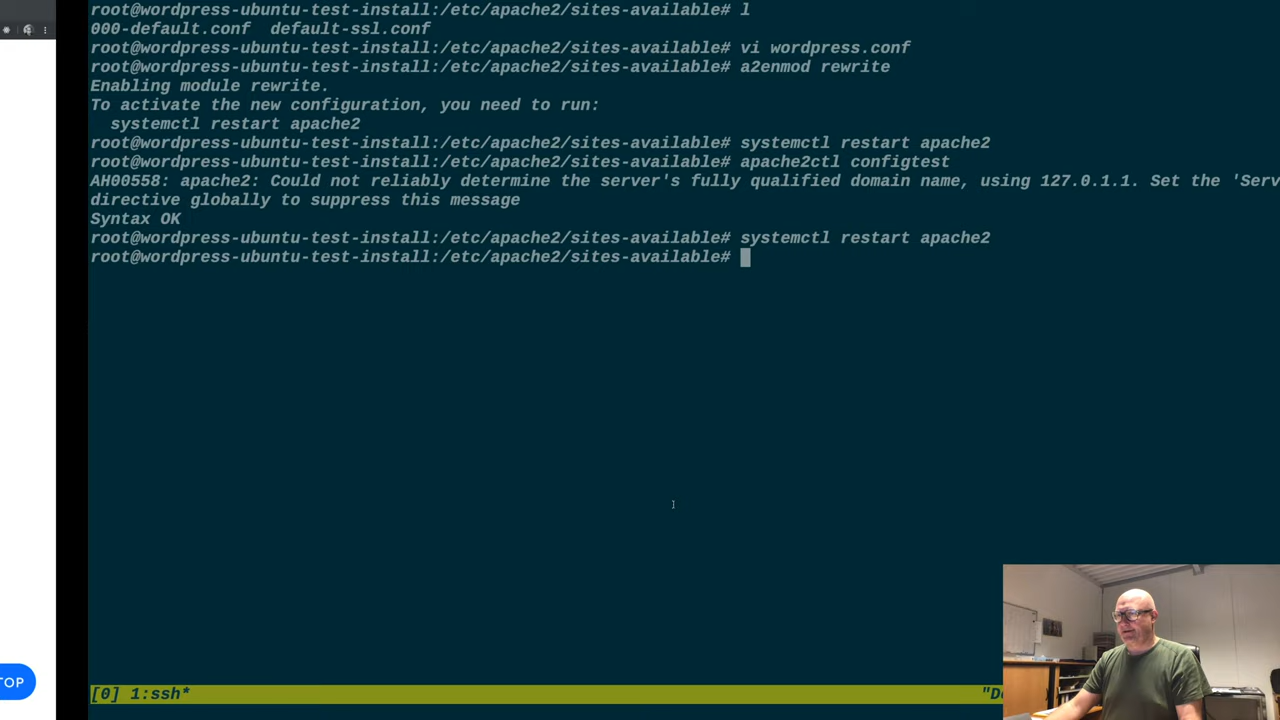 root@wordpress-ubuntu-test-install:/etc/apache2/sites-available# l
000-default.conf  default-ssl.conf
root@wordpress-ubuntu-test-install:/etc/apache2/sites-available# vi wordpress.conf
root@wordpress-ubuntu-test-install:/etc/apache2/sites-available# a2enmod rewrite
Enabling module rewrite.
To activate the new configuration, you need to run:
  systemctl restart apache2
root@wordpress-ubuntu-test-install:/etc/apache2/sites-available# systemctl restart apache2
root@wordpress-ubuntu-test-install:/etc/apache2/sites-available# apache2ctl configtest
AH00558: apache2: Could not reliably determine the server's fully qualified domain name, using 127.0.1.1. Set the 'Serv
directive globally to suppress this message
Syntax OK
root@wordpress-ubuntu-test-install:/etc/apache2/sites-available# systemctl restart apache2
root@wordpress-ubuntu-test-install:/etc/apache2/sites-available#
TOP
[0] 1:ssh*